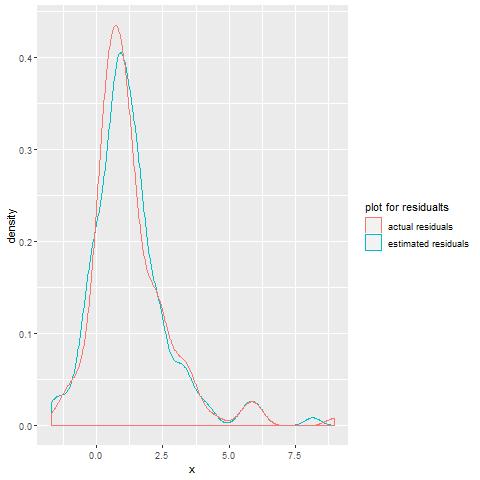 0.4
0.3
0.2
0.1
0.0
density
0.0 2.5 5.0 7.5
x
plot for residualts
actual residuals
estimated residuals